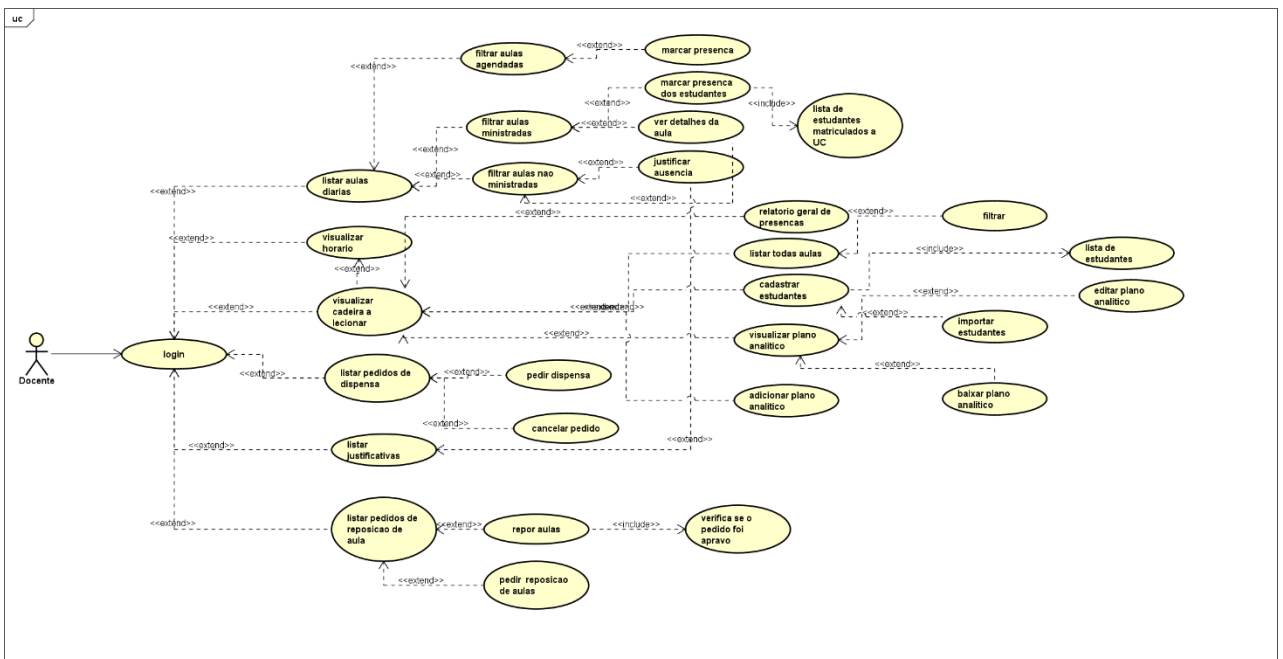 uc
filtrar aulas
agendadas
<<extend>>
marcar presenca
<<extend>>
marcar presenca
dos estudantes
<<extend>>
<<include>>
lista de
estudantes
matriculados a
UC
filtrar aulas
ministradas
<<extend>>
ver detalhes da
aula
<<extend>>
filtrar aulas nao
ministradas
<<extend>>
justificar
ausencia
<<extend>>
listar aulas
diarias
<<extend>>
<<extend>>
relatorio geral de
presencas
<<extend>>
filtrar
<<extend>>
visualizar
horario
<<extend>>
listar todas aulas
<<include>>
lista de
estudantes
<<extend>>
visualizar
cadeira a
lecionar
<<extend>>
cadastrar
estudantes
<<extend>>
editar plano
analitico
<<extend>>
importar
estudantes
<<extend>>
visualizar plano
analitico
Docente
login
<<extend>>
listar pedidos de
dispensa
<<extend>>
pedir dispensa
<<extend>>
baixar plano
analitico
adicionar plano
analitico
cancelar pedido
<<extend>>
<<extend>>
listar
justificativas
<<extend>>
<<extend>>
listar pedidos de
reposicao de
aula
<<extend>>
repor aulas
<<include>>
verifica se o
pedido foi
apravo
<<extend>>
pedir reposicao
de aulas